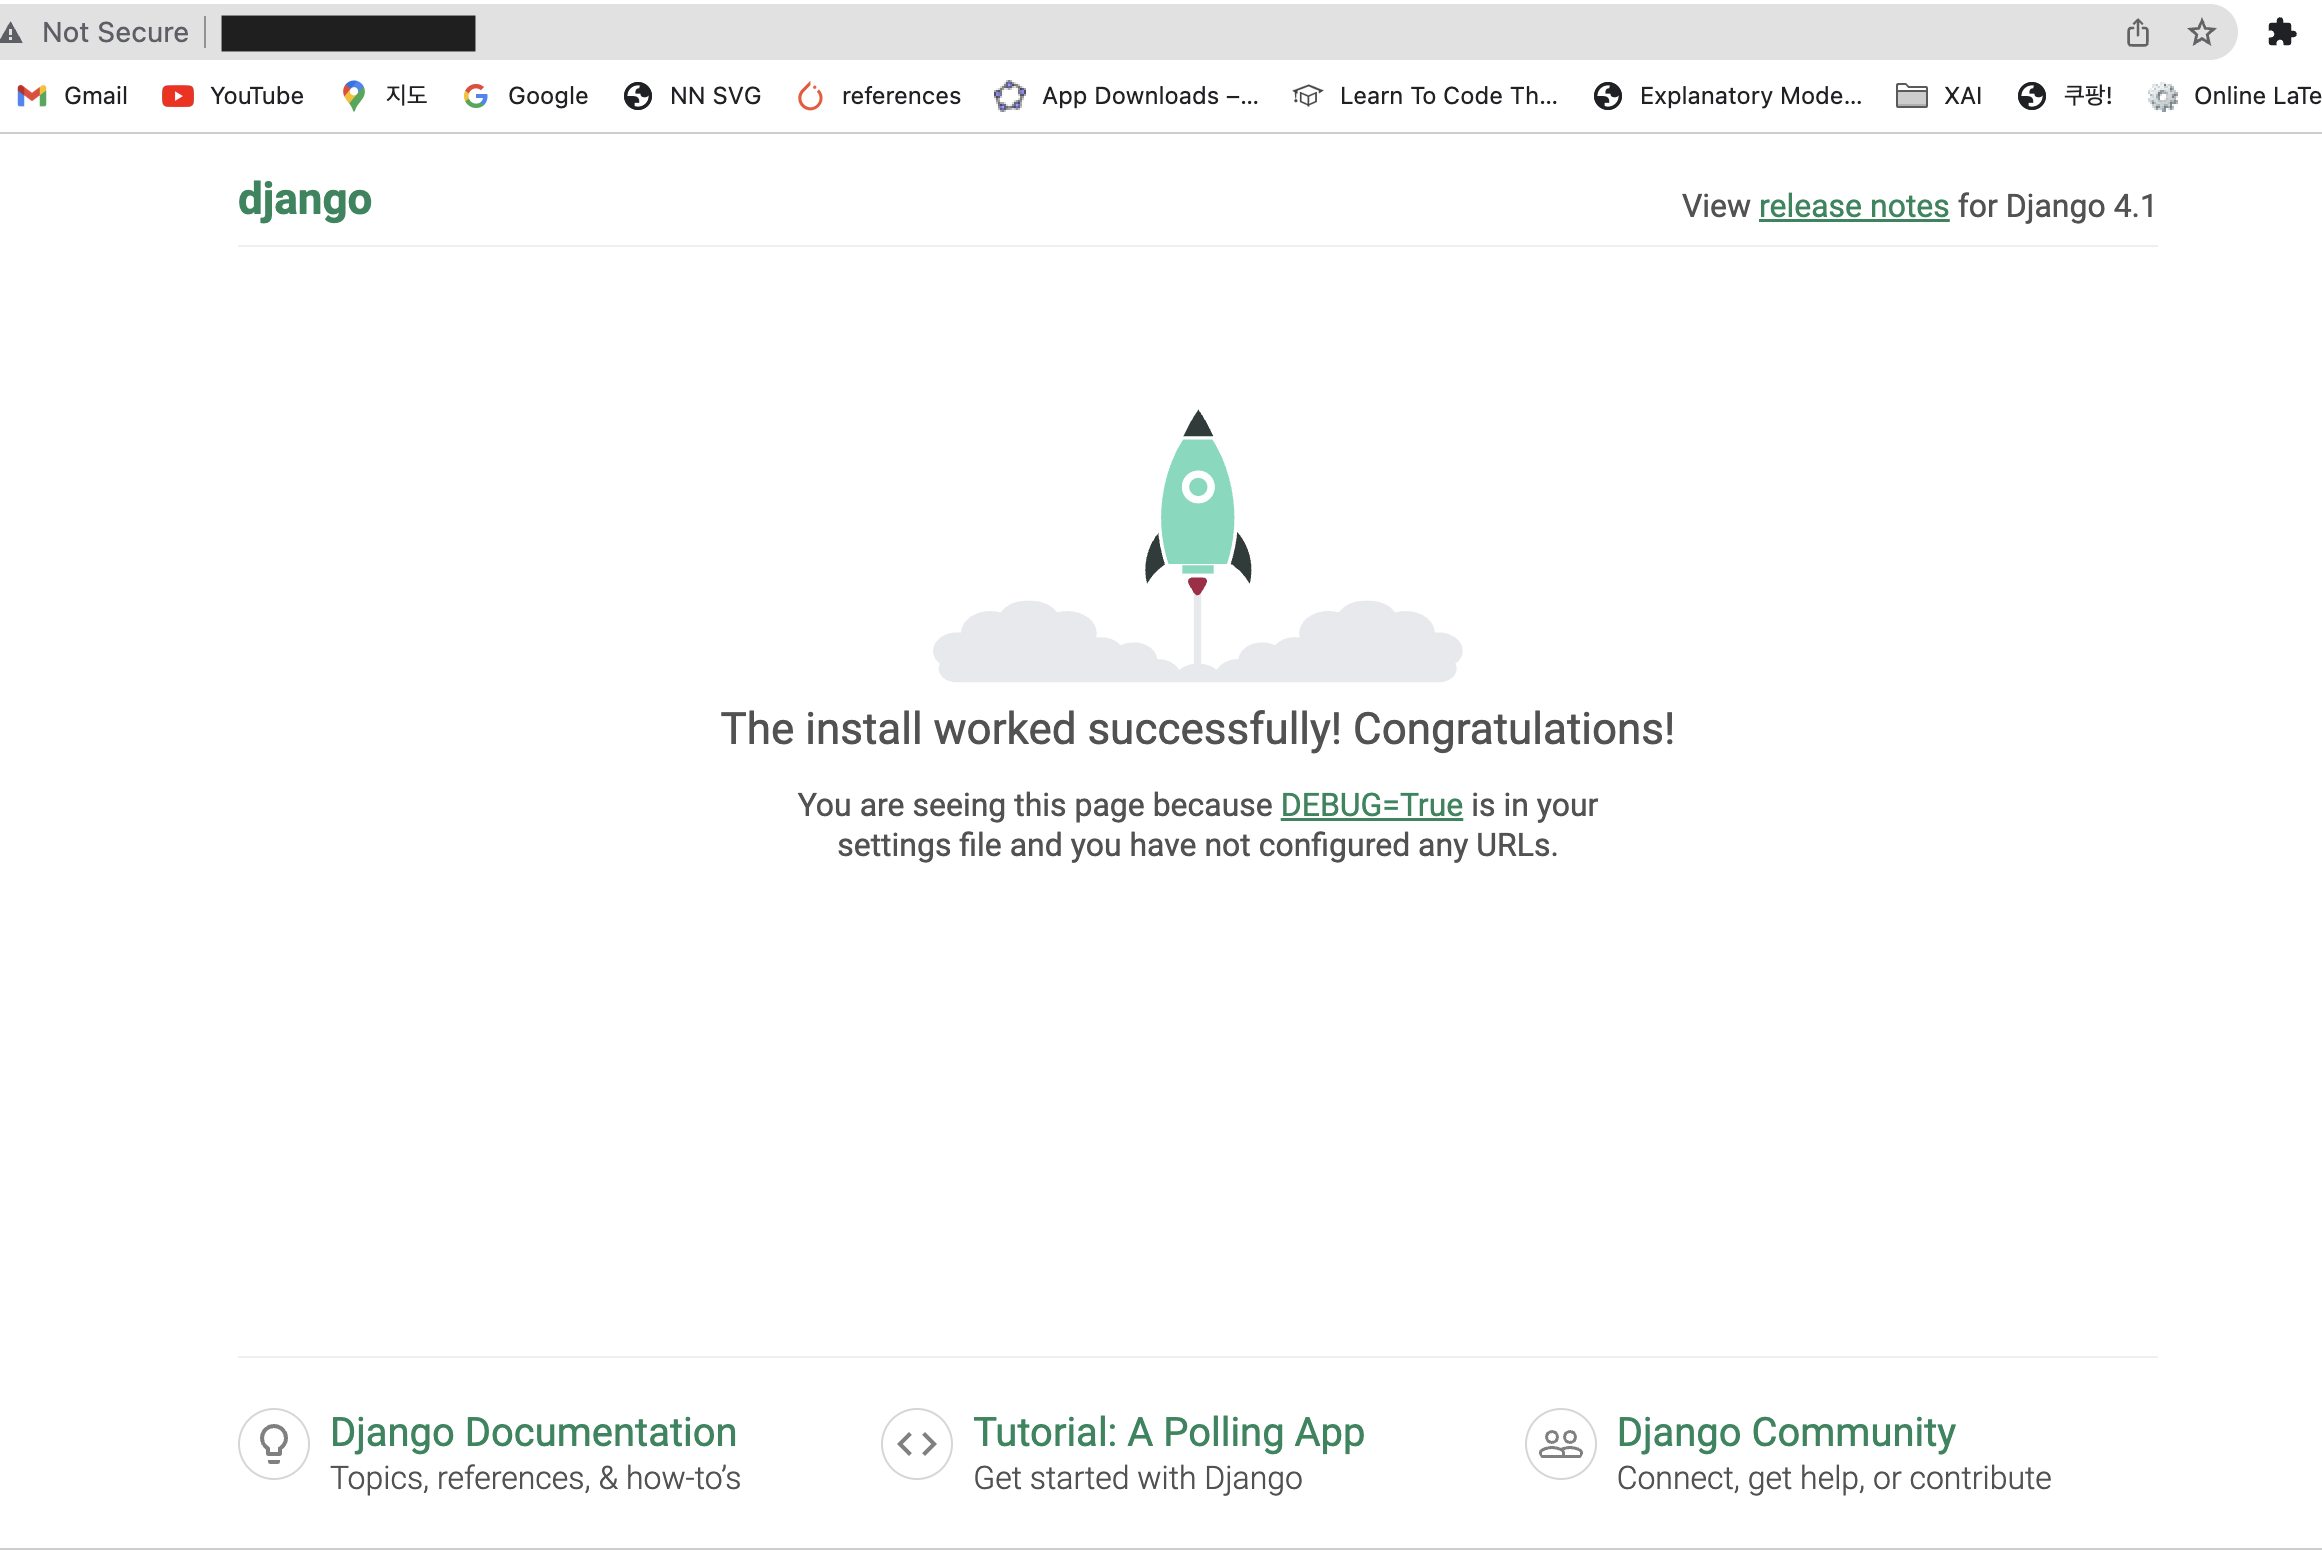 Not Secure
Gmail YouTube 지도 Google NN SVG references App Downloads –... Learn To Code Th... Explanatory Mode... XAI 쿠팡! Online LaTe
django
View release notes for Django 4.1
The install worked successfully! Congratulations!
You are seeing this page because DEBUG=True is in your
settings file and you have not configured any URLs.
Django Documentation
Topics, references, & how-to’s
Tutorial: A Polling App
Get started with Django
Django Community
Connect, get help, or contribute